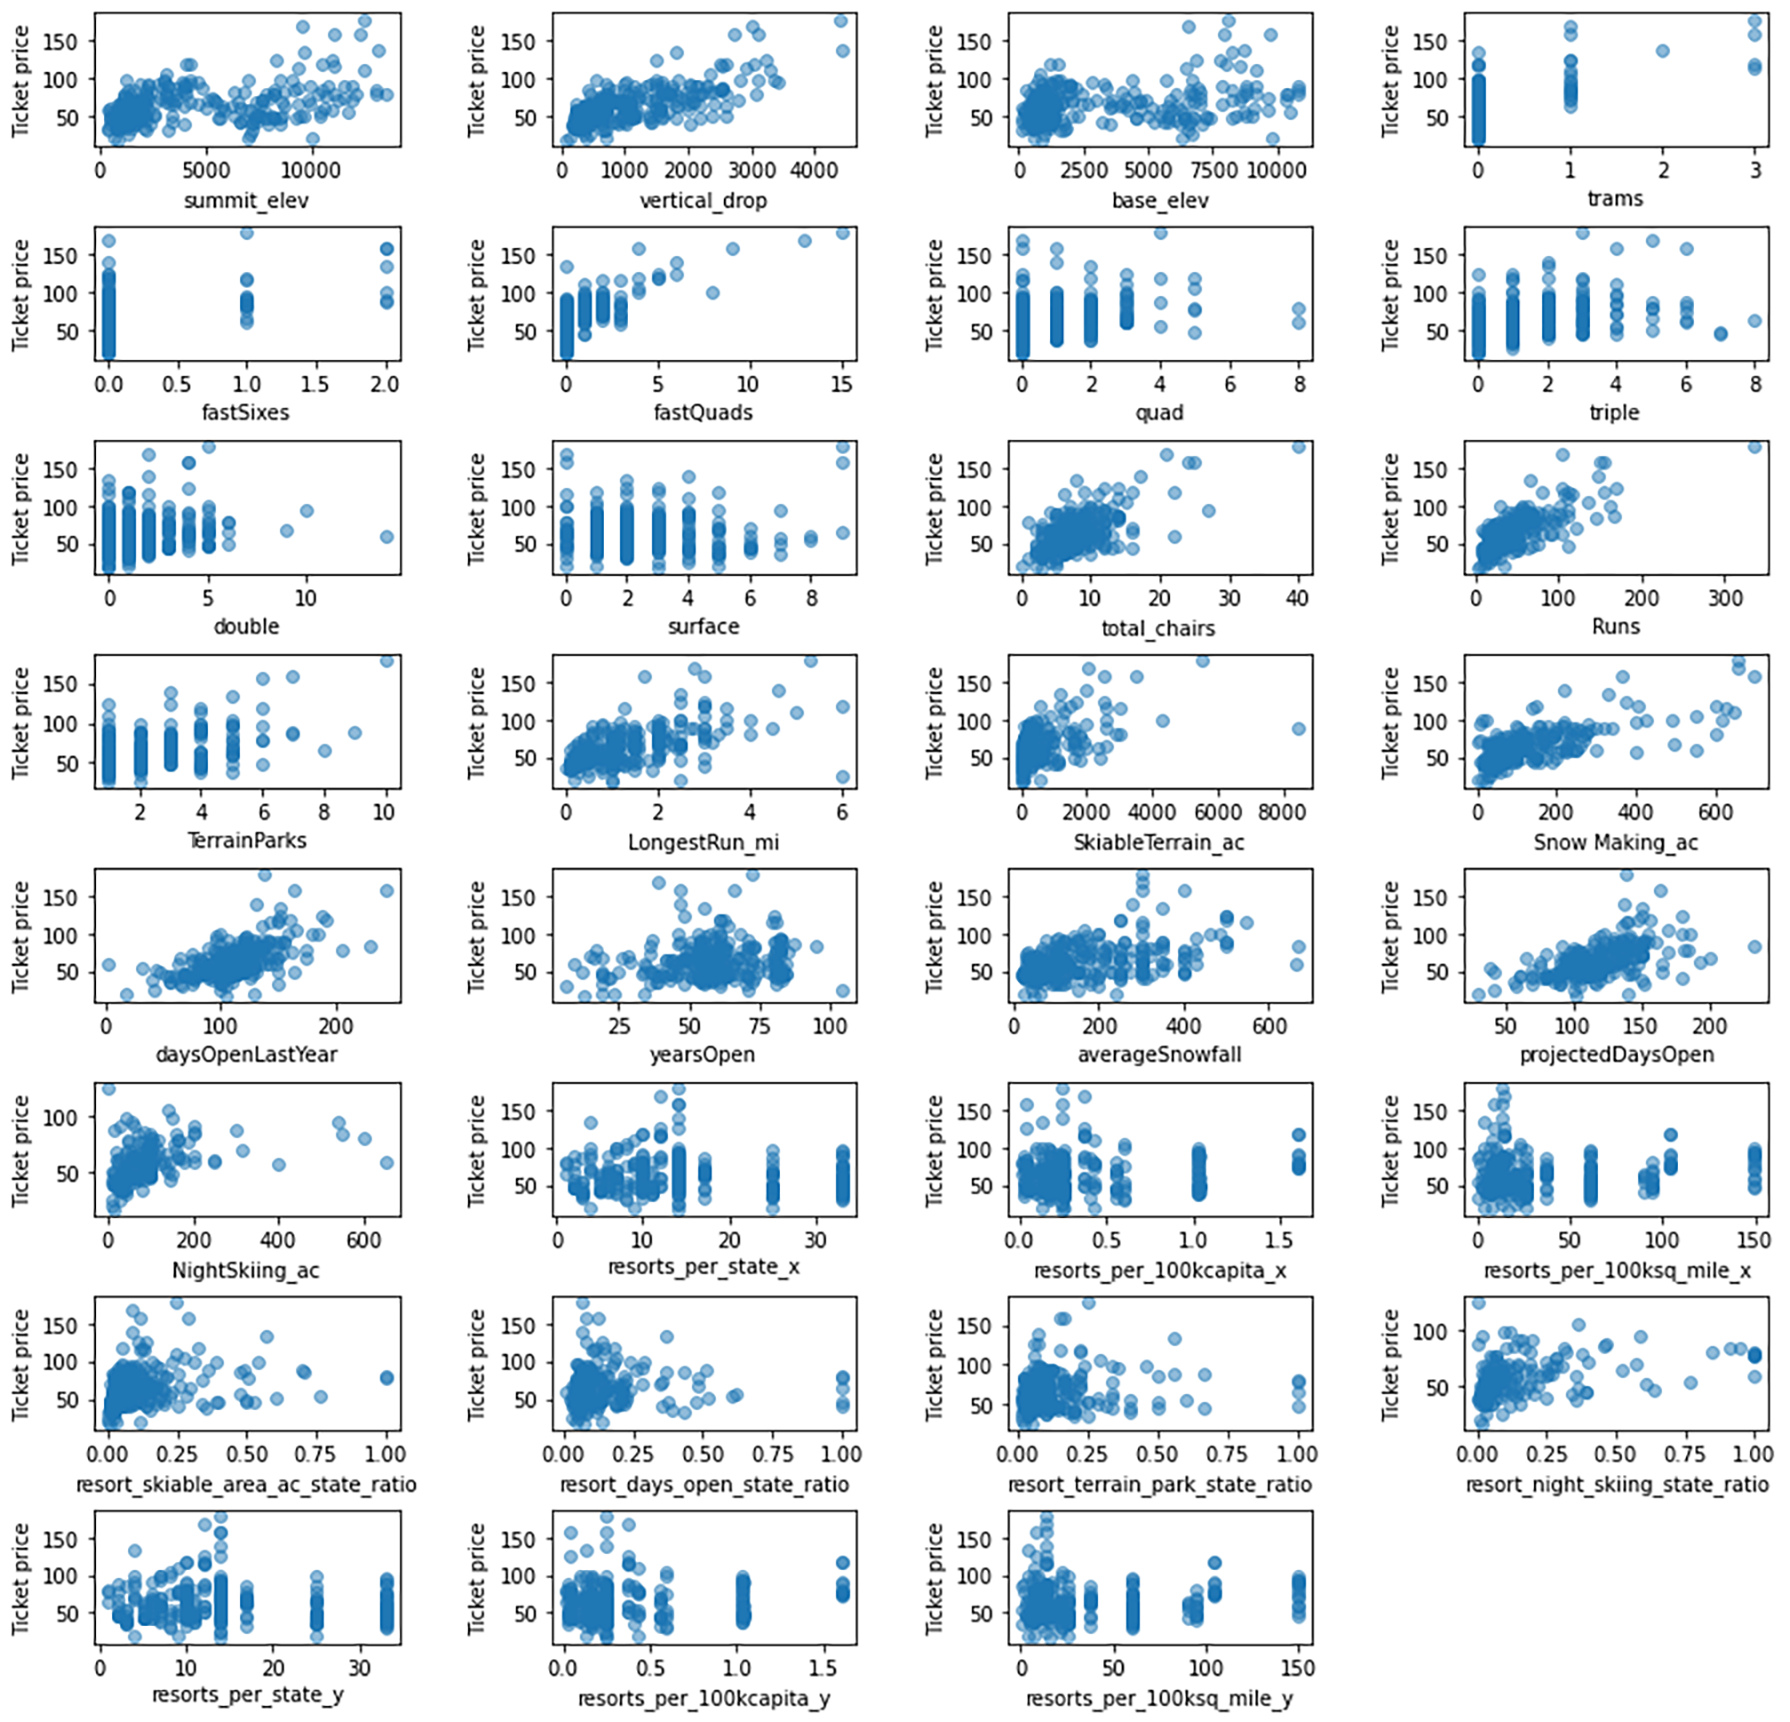 Ticket price 50 100 150 0 5000 10000 summit_elev
Ticket price 50 100 150 0 1000 2000 3000 4000 vertical_drop
Ticket price 50 100 150 0 2500 5000 7500 10000 base_elev
Ticket price 50 100 150 0 1 2 3 trams
Ticket price 50 100 150 0.0 0.5 1.0 1.5 2.0 fastSixes
Ticket price 50 100 150 0 5 10 15 fastQuads
Ticket price 50 100 150 0 2 4 6 8 quad
Ticket price 50 100 150 0 2 4 6 8 triple
Ticket price 50 100 150 0 5 10 double
Ticket price 50 100 150 0 2 4 6 8 surface
Ticket price 50 100 150 0 10 20 30 40 total_chairs
Ticket price 50 100 150 0 100 200 300 Runs
Ticket price 50 100 150 2 4 6 8 10 TerrainParks
Ticket price 50 100 150 0 2 4 6 LongestRun_mi
Ticket price 50 100 150 0 2000 4000 6000 8000 SkiableTerrain_ac
Ticket price 50 100 150 0 200 400 600 Snow Making_ac
Ticket price 50 100 150 0 100 200 daysOpenLastYear
Ticket price 50 100 150 25 50 75 100 yearsOpen
Ticket price 50 100 150 0 200 400 600 averageSnowfall
Ticket price 50 100 150 50 100 150 200 projectedDaysOpen
Ticket price 50 100 0 200 400 600 NightSkiing_ac
Ticket price 50 100 150 0 10 20 30 resorts_per_state_x
Ticket price 50 100 150 0.0 0.5 1.0 1.5 resorts_per_100kcapita_x
Ticket price 50 100 150 0 50 100 150 resorts_per_100ksq_mile_x
Ticket price 50 100 150 0.00 0.25 0.50 0.75 1.00 resort_skiable_area_ac_state_ratio
Ticket price 50 100 150 0.00 0.25 0.50 0.75 1.00 resort_days_open_state_ratio
Ticket price 50 100 150 0.00 0.25 0.50 0.75 1.00 resort_terrain_park_state_ratio
Ticket price 50 100 0.00 0.25 0.50 0.75 1.00 resort_night_skiing_state_ratio
Ticket price 50 100 150 0 10 20 30 resorts_per_state_y
Ticket price 50 100 150 0.0 0.5 1.0 1.5 resorts_per_100kcapita_y
Ticket price 50 100 150 0 50 100 150 resorts_per_100ksq_mile_y